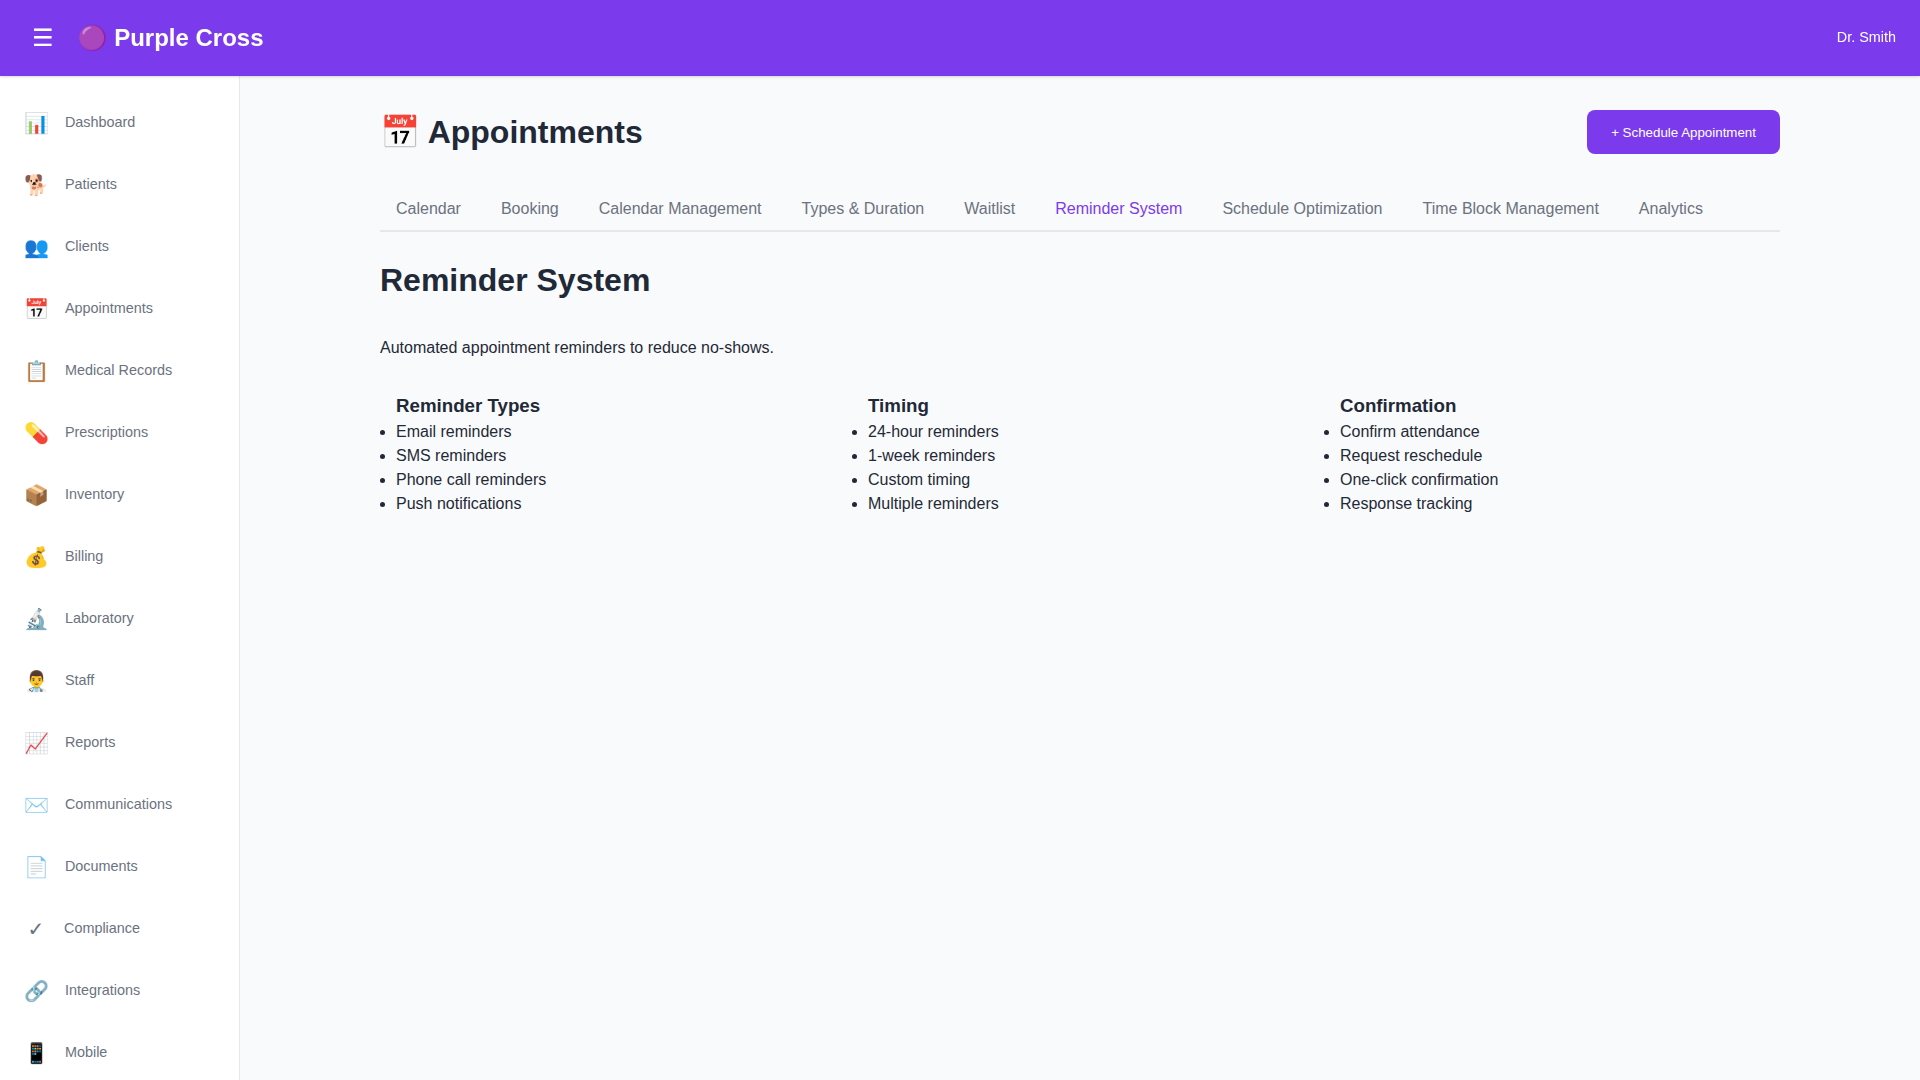 ☰ Purple Cross
Dr. Smith
Dashboard
Patients
Clients
Appointments
Medical Records
Prescriptions
Inventory
Billing
Laboratory
Staff
Reports
Communications
Documents
✓ Compliance
Integrations
Mobile
Appointments
+ Schedule Appointment
Calendar Booking Calendar Management Types & Duration Waitlist Reminder System Schedule Optimization Time Block Management Analytics
Reminder System
Automated appointment reminders to reduce no-shows.
Reminder Types
• Email reminders
• SMS reminders
• Phone call reminders
• Push notifications
Timing
• 24-hour reminders
• 1-week reminders
• Custom timing
• Multiple reminders
Confirmation
• Confirm attendance
• Request reschedule
• One-click confirmation
• Response tracking